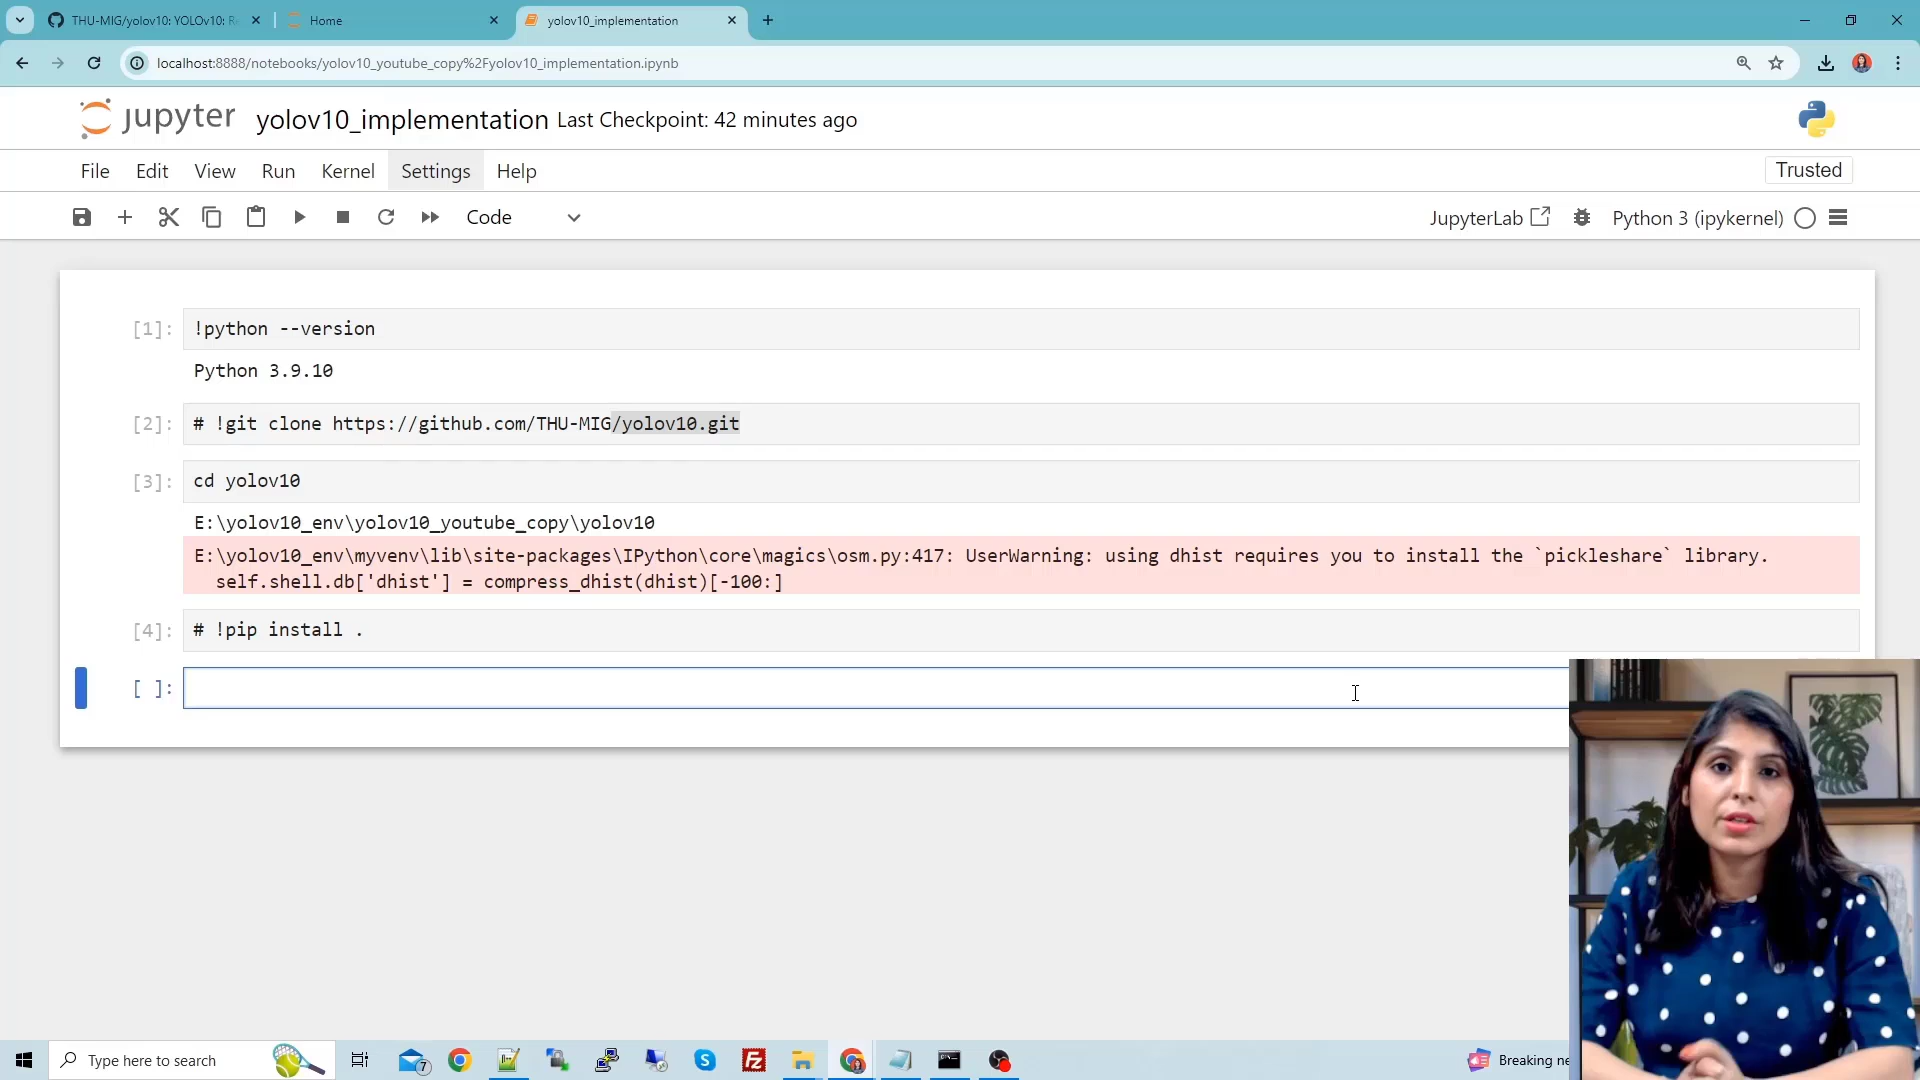 THU-MIG/yolov10: YOLOv10: R
Home
yolov10_implementation
localhost:8888/notebooks/yolov10_youtube_copy%2Fyolov10_implementation.ipynb
jupyter
yolov10_implementation Last Checkpoint: 42 minutes ago
File Edit View Run Kernel Settings Help
Trusted
Code
JupyterLab
Python 3 (ipykernel)
[1]: !python --version
Python 3.9.10
[2]: # !git clone https://github.com/THU-MIG/yolov10.git
[3]: cd yolov10
E:\yolov10_env\yolov10_youtube_copy\yolov10
E:\yolov10_env\myvenv\lib\site-packages\IPython\core\magics\osm.py:417: UserWarning: using dhist requires you to install the `pickleshare` library.
self.shell.db['dhist'] = compress_dhist(dhist)[-100:]
[4]: # !pip install .
[ ]:
Type here to search
7
Breaking ne